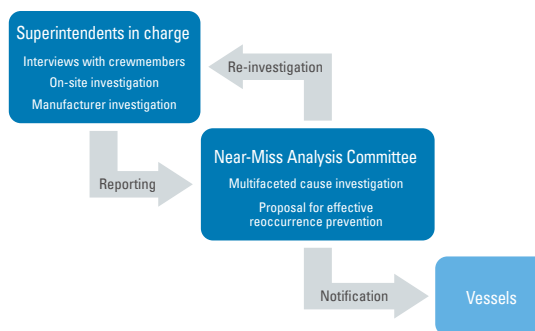 Superintendents in charge
Interviews with crewmembers
On-site investigation
Manufacturer investigation
Re-investigation
Reporting
Near-Miss Analysis Committee
Multifaceted cause investigation
Proposal for effective
reoccurrence prevention
Notification
Vessels